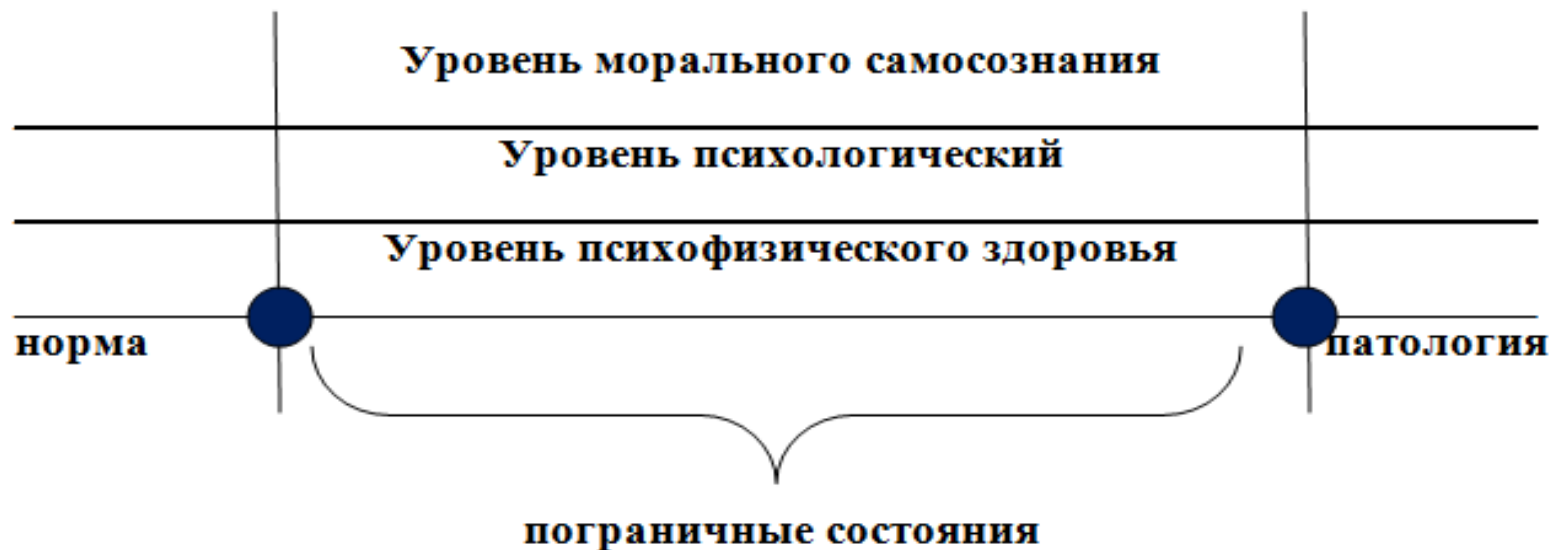 Уровень морального самосознания
Уровень психологический
Уровень психофизического здоровья
норма
патология
пограничные состояния